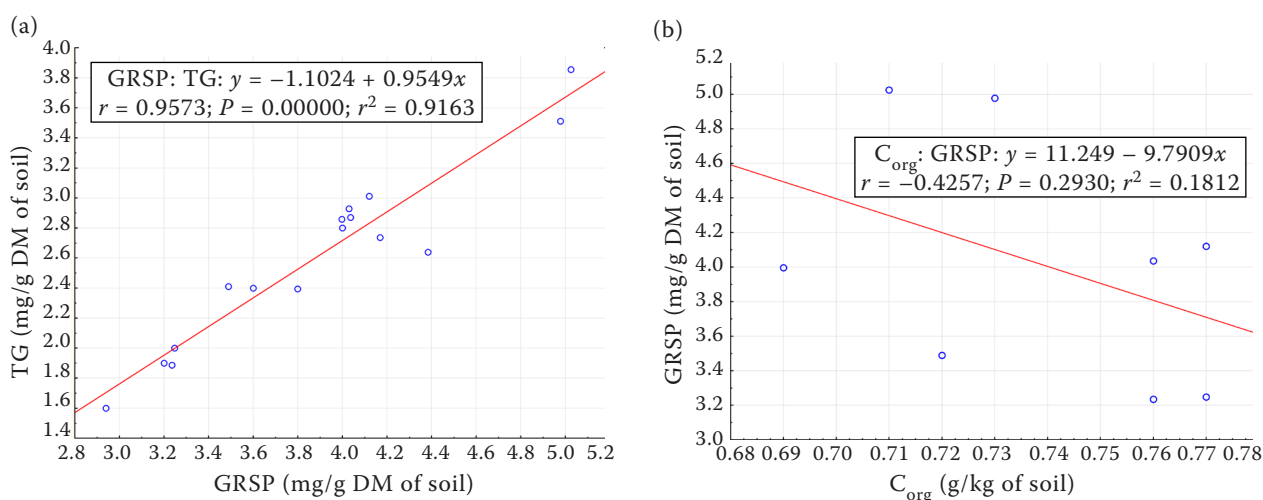 (a)
4.0
3.8
3.6
3.4
3.2
3.0
2.8
2.6
2.4
2.2
2.0
1.8
1.6
1.4
TG (mg/g DM of soil)
GRSP: TG: y = −1.1024 + 0.9549x
r = 0.9573; P = 0.00000; r² = 0.9163
2.8 3.0 3.2 3.4 3.6 3.8 4.0 4.2 4.4 4.6 4.8 5.0 5.2
GRSP (mg/g DM of soil)
(b)
5.2
5.0
4.8
4.6
4.4
4.2
4.0
3.8
3.6
3.4
3.2
3.0
GRSP (mg/g DM of soil)
C_org: GRSP: y = 11.249 – 9.7909x
r = −0.4257; P = 0.2930; r² = 0.1812
0.68 0.69 0.70 0.71 0.72 0.73 0.74 0.75 0.76 0.77 0.78
C_org (g/kg of soil)